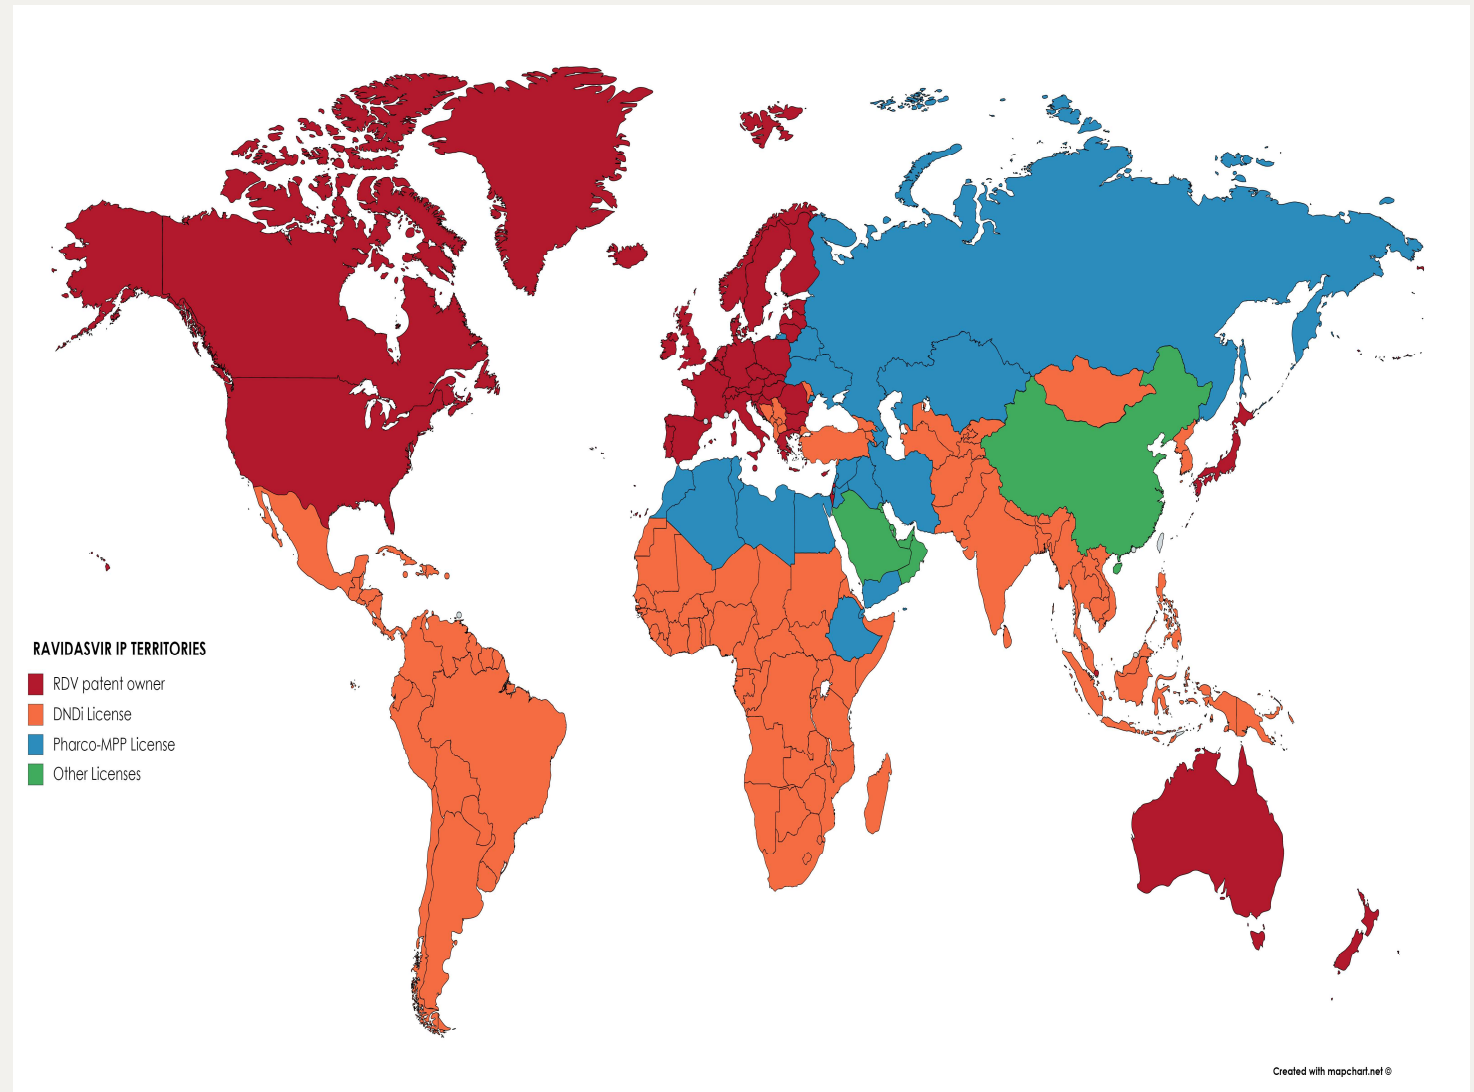 RAVIDASVIR IP TERRITORIES
RDV patent owner
DNDi License
Pharco-MPP License
Other Licenses
Created with mapchart.net ©